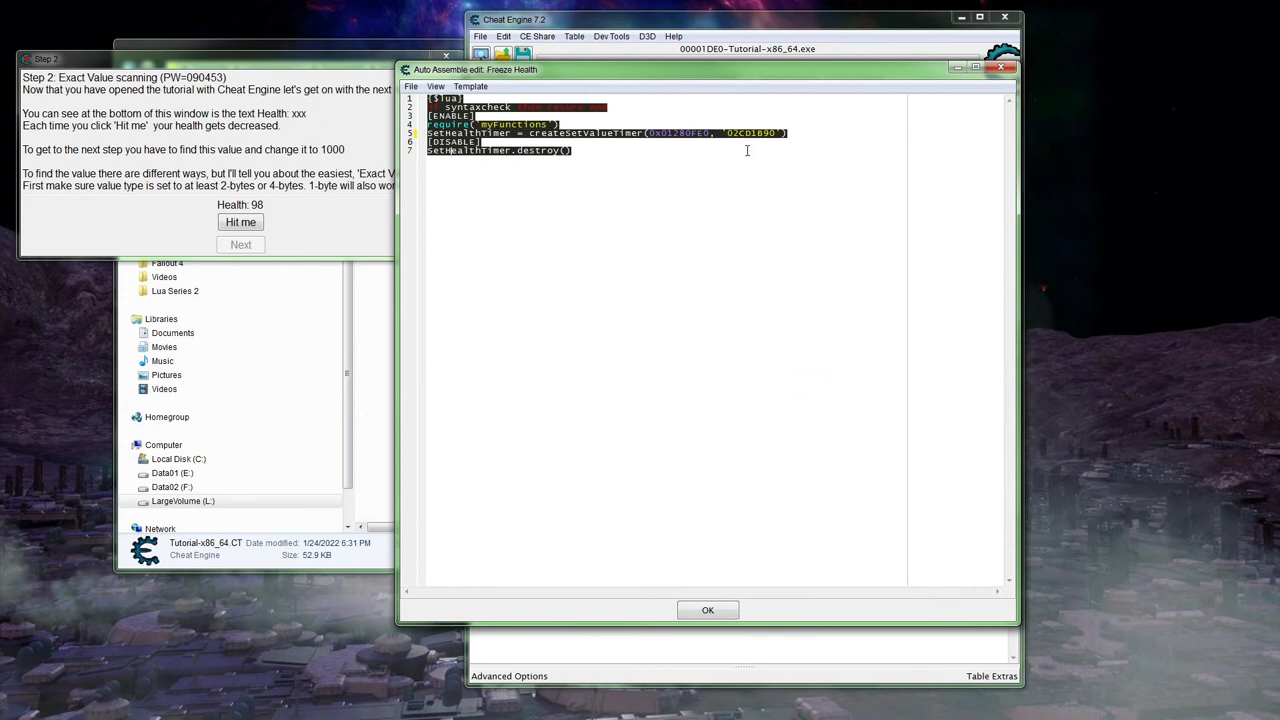 Cheat Engine 7.2
File Edit CE Share Table Dev Tools D3D Help
00001DE0-Tutorial-x86_64.exe
Step 2
Step 2: Exact Value scanning (PW=090453)
Now that you have opened the tutorial with Cheat Engine let's get on with the next
You can see at the bottom of this window is the text Health: xxx
Each time you click 'Hit me' your health gets decreased.
To get to the next step you have to find this value and change it to 1000
To find the value there are different ways, but I'll tell you about the easiest, 'Exact V
First make sure value type is set to at least 2-bytes or 4-bytes. 1-byte will also wor
Health: 98
Hit me
Next
Auto Assemble edit: Freeze Health
File View Template
1 {$lua}
2 if syntaxcheck then return end
3 [ENABLE]
4 require('myFunctions')
5 SetHealthTimer = createSetValueTimer(0x01280FE0, '02CD1B90')
6 [DISABLE]
7 SetHealthTimer.destroy()
OK
Fallout 4
Videos
Lua Series 2
Libraries
Documents
Movies
Music
Pictures
Videos
Homegroup
Computer
Local Disk (C:)
Data01 (E:)
Data02 (F:)
LargeVolume (L:)
Network
Tutorial-x86_64.CT Date modified: 1/24/2022 6:31 PM
Cheat Engine Size: 52.9 KB
Advanced Options
Table Extras